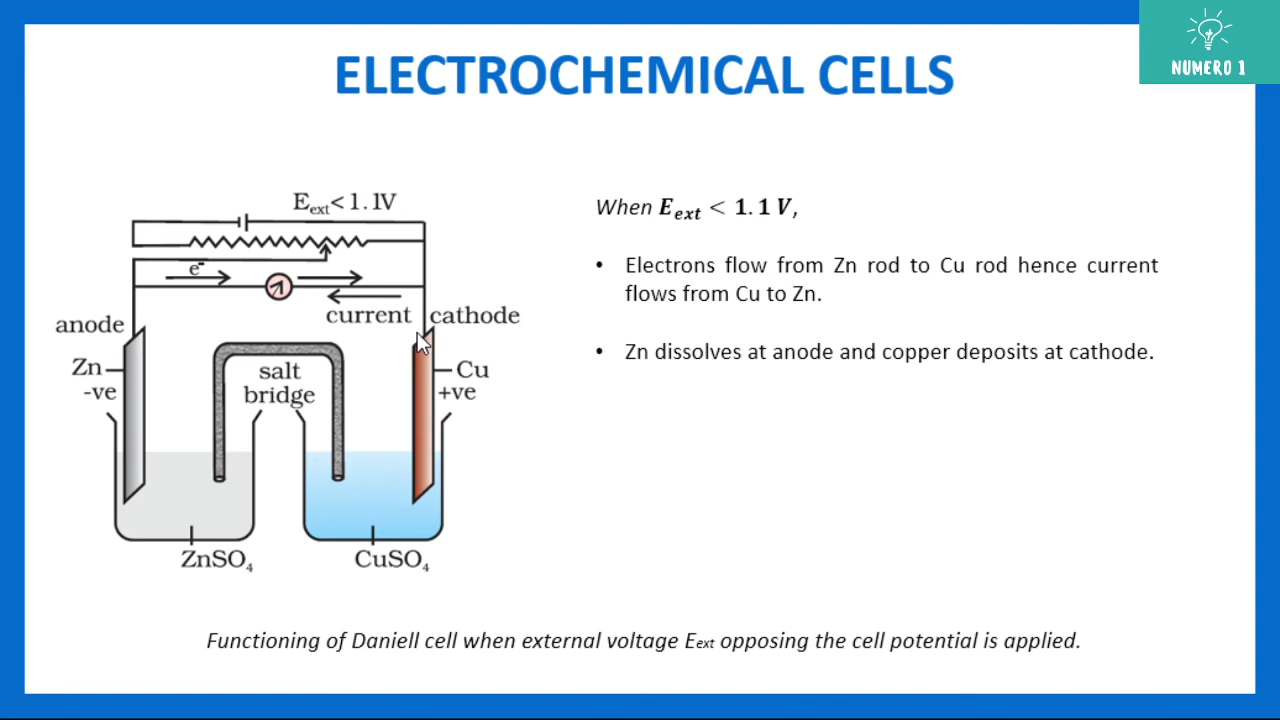 NUMERO 1
ELECTROCHEMICAL CELLS
E_ext < 1.1V
e⁻
current
anode
cathode
Zn
-ve
salt
bridge
Cu
+ve
ZnSO₄
CuSO₄
When E_ext < 1.1 V,
• Electrons flow from Zn rod to Cu rod hence current
flows from Cu to Zn.
• Zn dissolves at anode and copper deposits at cathode.
Functioning of Daniell cell when external voltage E_ext opposing the cell potential is applied.